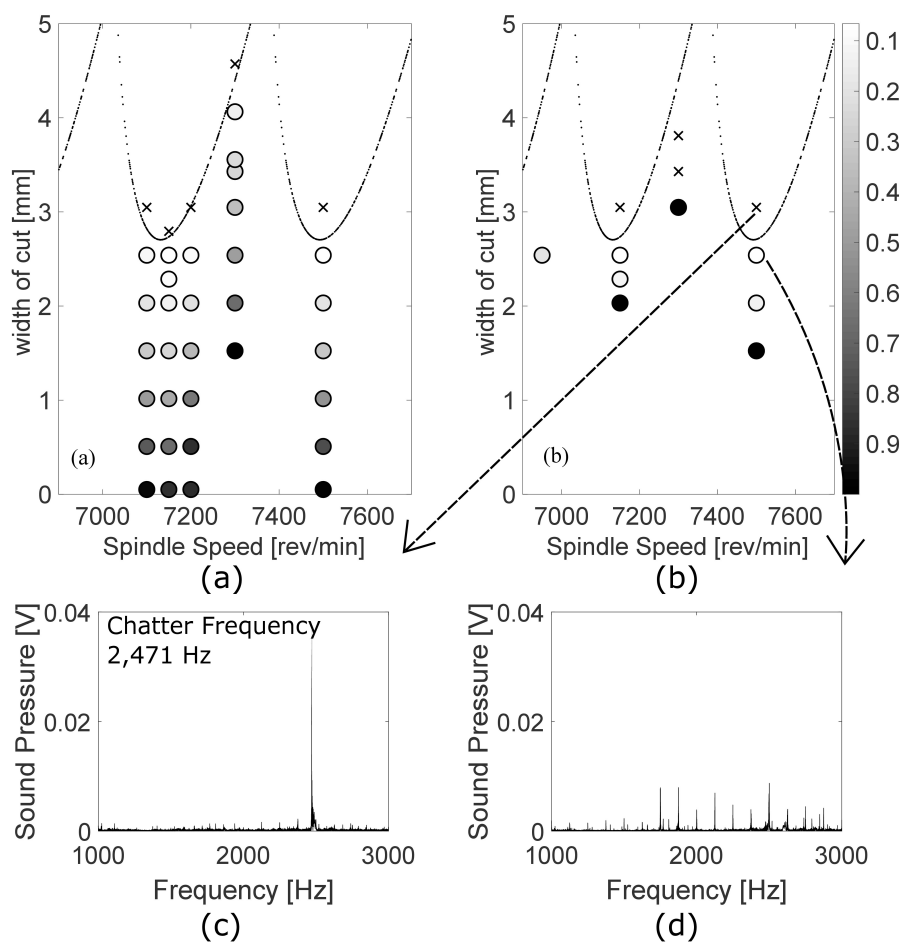 5
4
3
2
1
0
width of cut [mm]
(a)
7000
7200
7400
7600
Spindle Speed [rev/min]
(a)
5
4
3
2
1
0
width of cut [mm]
(b)
7000
7200
7400
7600
Spindle Speed [rev/min]
(b)
0.1
0.2
0.3
0.4
0.5
0.6
0.7
0.8
0.9
0.04
0.02
0
Sound Pressure [V]
Chatter Frequency
2,471 Hz
1000
2000
3000
Frequency [Hz]
(c)
0.04
0.02
0
Sound Pressure [V]
1000
2000
3000
Frequency [Hz]
(d)